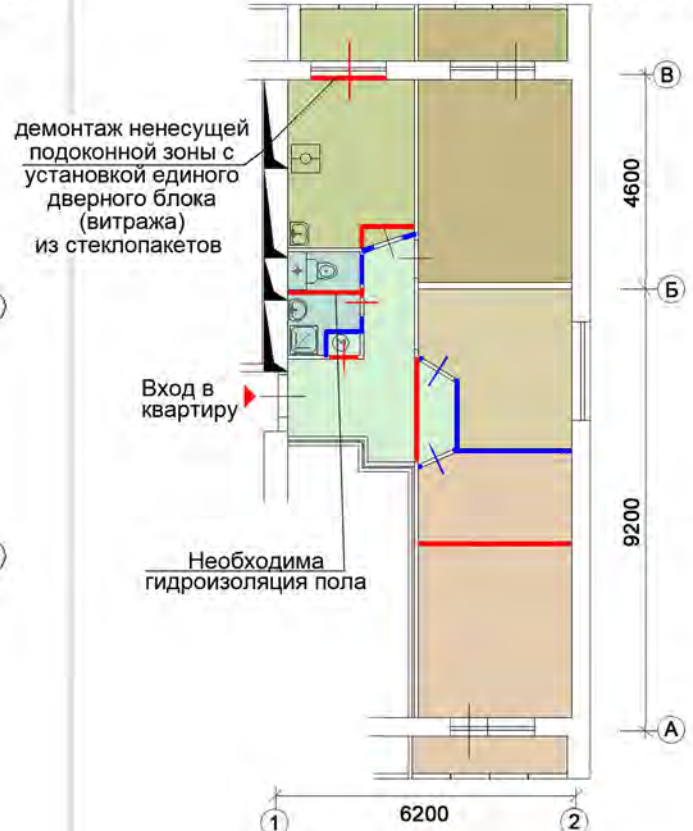 В
демонтаж ненесущей
подоконной зоны с
установкой единого
дверного блока
(витража)
из стеклопакетов
4600
Б
Вход в
квартиру
9200
Необходима
гидроизоляция пола
А
6200
1
2